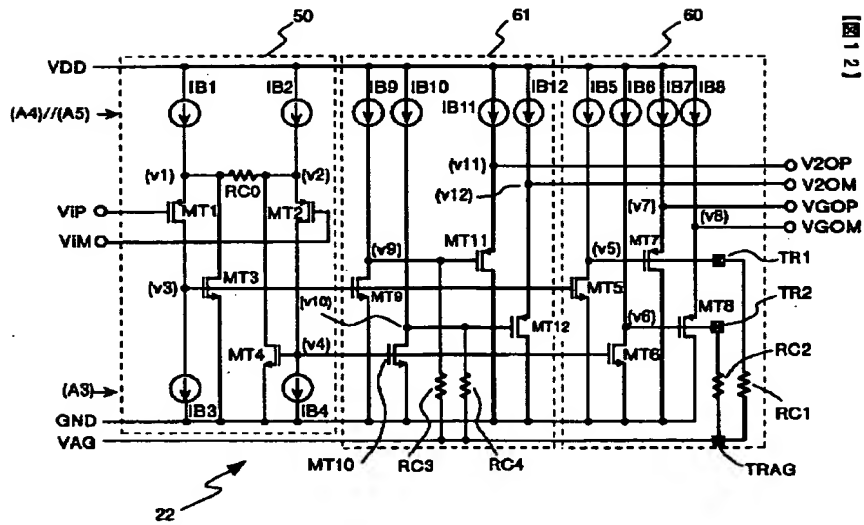 【図12】
50
61
60
VDD
IB1
IB2
IB9
IB10
IB11
IB12
IB5
IB6
IB7
IB8
(A4)//(A5)
(v1)
RC0
(v2)
(v11)
V2OP
(v12)
V2OM
ViP
MT1
MT2
(v7)
VGOP
ViM
(v8)
VGOM
(v9)
MT11
(v5)
MT7
TR1
(v3)
MT3
MT9
MT5
TR2
(v10)
MT12
(v6)
MT8
MT4
(v4)
MT6
RC2
(A3)
IB3
IB4
RC1
GND
VAG
MT10
RC3
RC4
TRAG
22